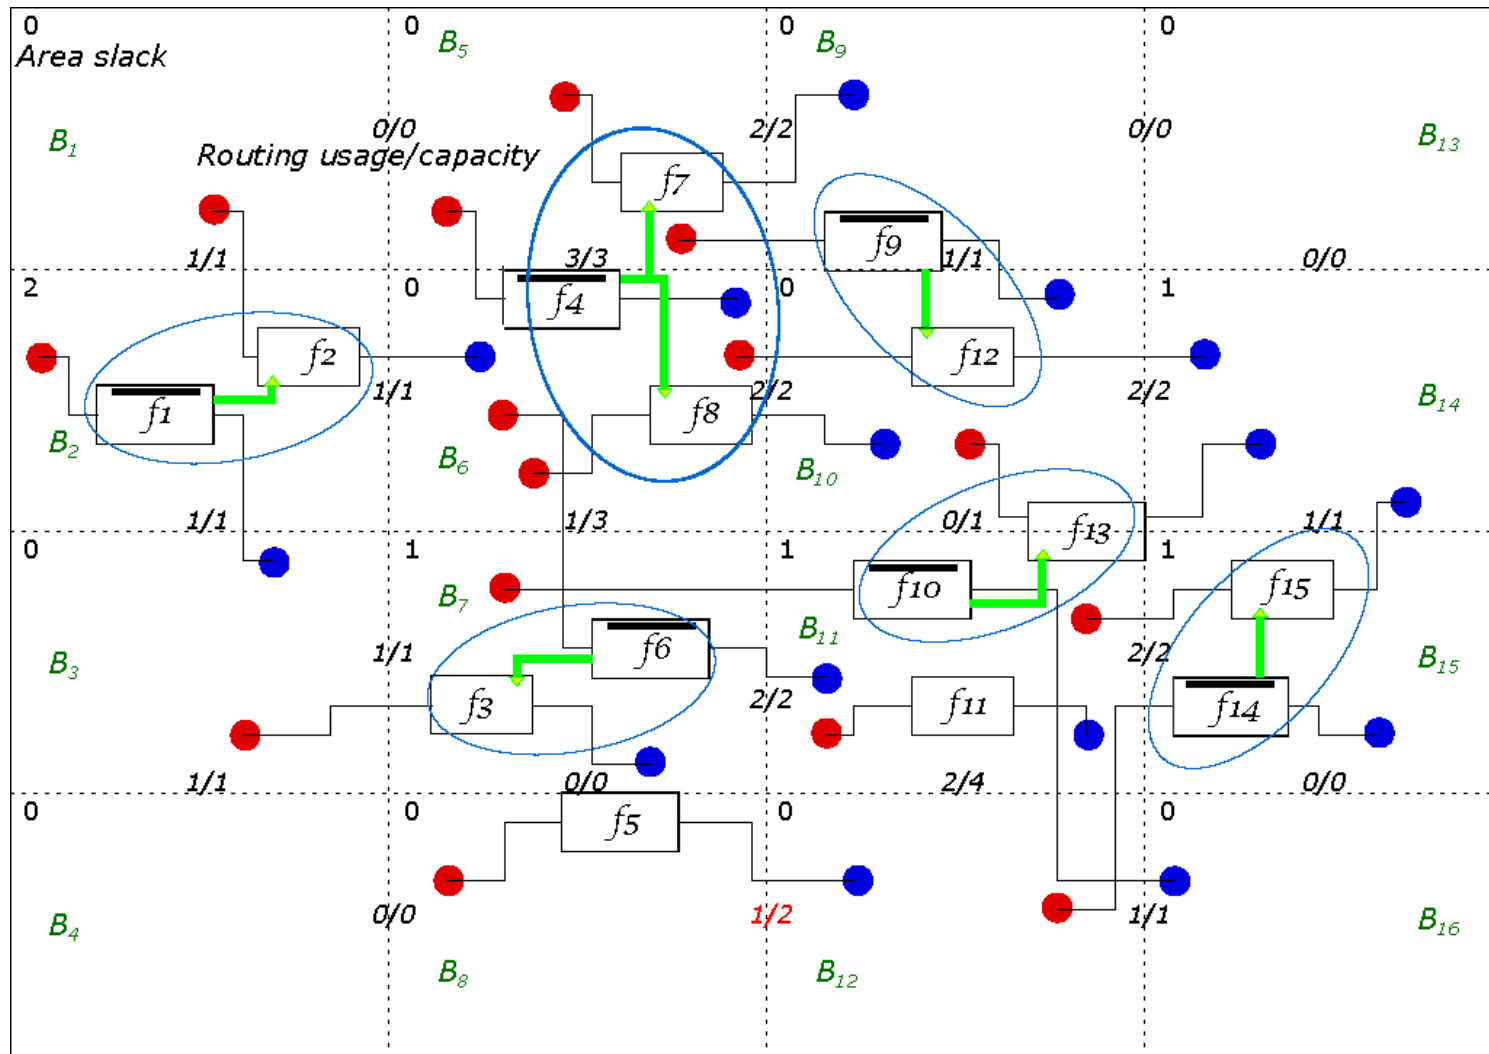 0 0 0 0
Area slack
B5 B9
B1 0/0 2/2 0/0 B13
Routing usage/capacity
f7
f9
1/1 3/3 1/1 0/0
2 0 0 1
f4
f2 f12
1/1 2/2 2/2 B14
f1 f8
B2 B6 B10
1/1 1/3 0/1 f13 1/1
0 1 1 1
B7 f10 f15
B11
B3 1/1 f6 2/2 B15
f3 2/2 f11 f14
1/1 0/0 2/4 0/0
0 0 0 0
f5
B4 0/0 1/2 1/1 B16
B8 B12